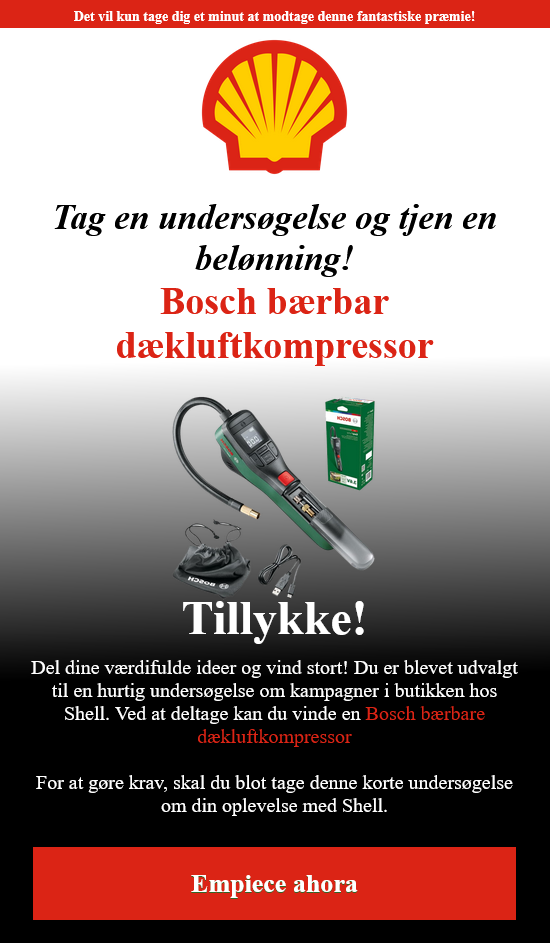 Det vil kun tage dig et minut at modtage denne fantastiske præmie!
Tag en undersøgelse og tjen en
belønning!
Bosch bærbar
dækluftkompressor
BOSCH
BOSCH
Tillykke!
Del dine værdifulde ideer og vind stort! Du er blevet udvalgt
til en hurtig undersøgelse om kampagner i butikken hos
Shell. Ved at deltage kan du vinde en Bosch bærbare
dækluftkompressor
For at gøre krav, skal du blot tage denne korte undersøgelse
om din oplevelse med Shell.
Empiece ahora